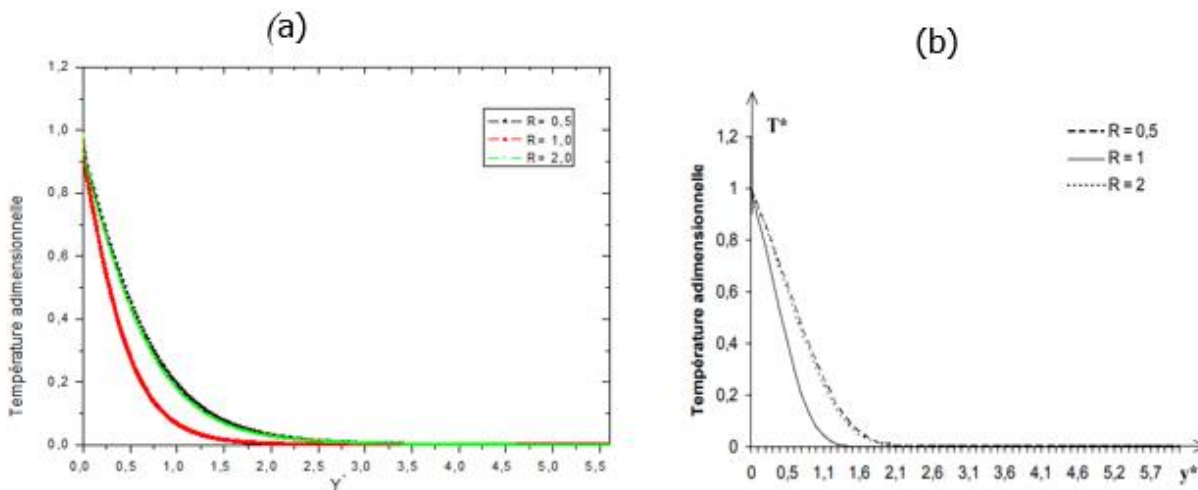 (a)
1,2
1,0
0,8
0,6
0,4
0,2
0,0
Température adimensionnelle
R = 0,5
R = 1,0
R = 2,0
0,0 0,5 1,0 1,5 2,0 2,5 3,0 3,5 4,0 4,5 5,0 5,5
Y*
(b)
T*
1,2
1
0,8
0,6
0,4
0,2
0
Température adimensionnelle
R = 0,5
R = 1
R = 2
0 0,5 1,1 1,6 2,1 2,6 3,1 3,6 4,1 4,6 5,2 5,7 y*